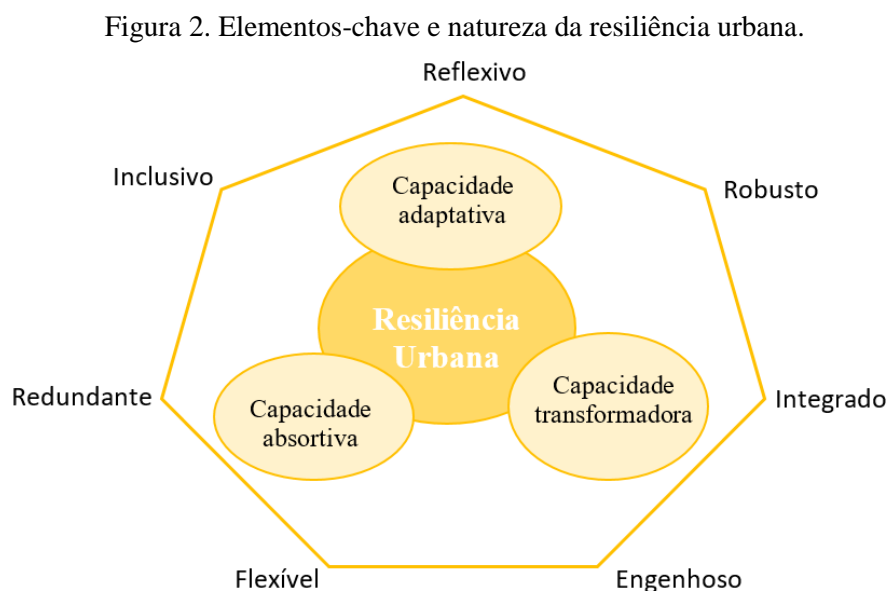 Figura 2. Elementos-chave e natureza da resiliência urbana.
Reflexivo
Inclusivo
Capacidade
adaptativa
Robusto
Resiliência
Urbana
Redundante
Capacidade
absortiva
Capacidade
transformadora
Integrado
Flexível
Engenhoso